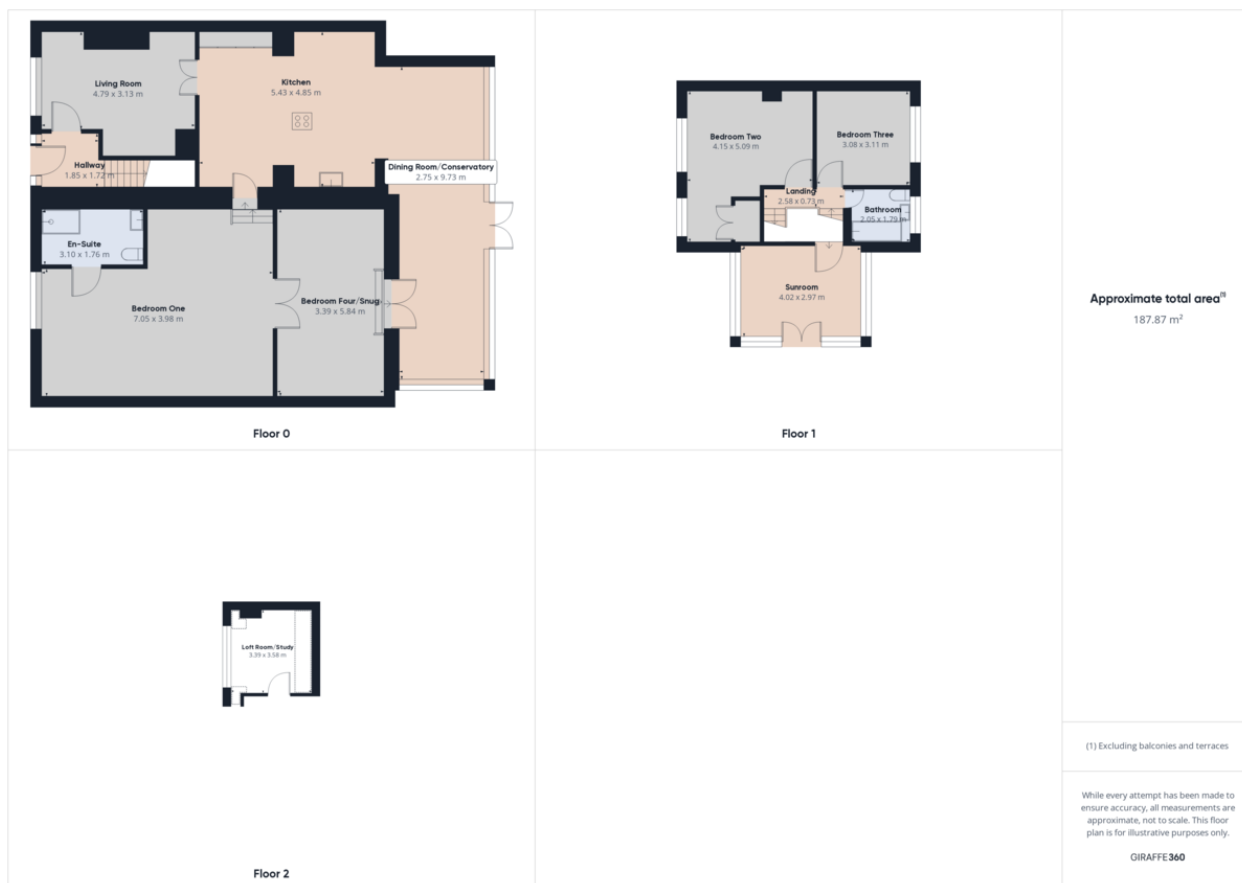 Living Room
4.79 x 3.13 m
Kitchen
5.43 x 4.85 m
Hallway
1.85 x 1.72 m
Dining Room/Conservatory
2.75 x 9.73 m
En-Suite
3.10 x 1.76 m
Bedroom One
7.05 x 3.98 m
Bedroom Four/Snug
3.39 x 5.84 m
Floor 0
Bedroom Two
4.15 x 5.09 m
Bedroom Three
3.08 x 3.11 m
Landing
2.58 x 0.73 m
Bathroom
2.05 x 1.79 m
Sunroom
4.02 x 2.97 m
Floor 1
Loft Room/Study
3.39 x 3.58 m
Floor 2
Approximate total area(1)
187.87 m²
(1) Excluding balconies and terraces
While every attempt has been made to
ensure accuracy, all measurements are
approximate, not to scale. This floor
plan is for illustrative purposes only.
GIRAFFE360